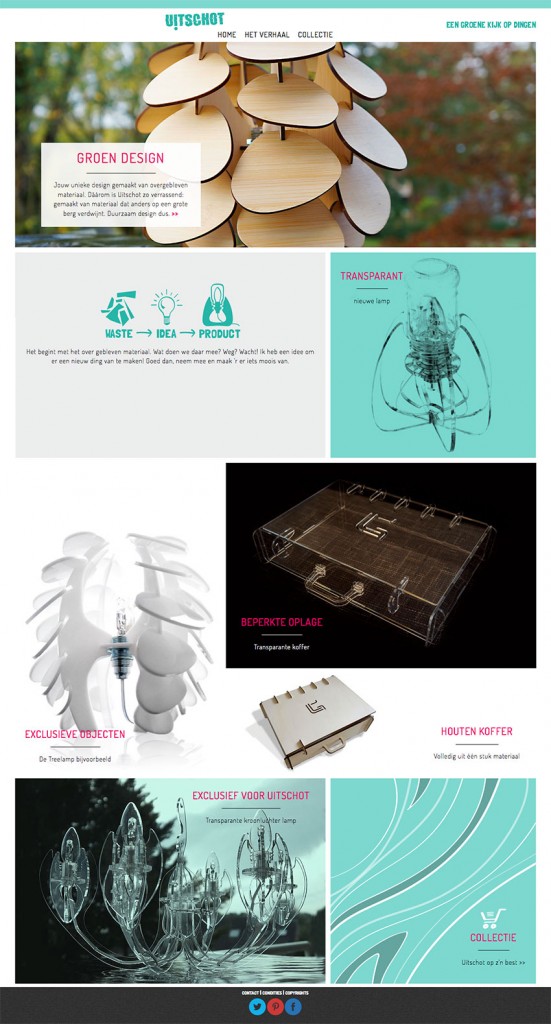 UiTSCHOT
EEN GROENE KIJK OP DINGEN
HOME HET VERHAAL COLLECTIE
GROEN DESIGN
Jouw unieke design gemaakt van overgebleven
materiaal. Dáárom is Uitschot zo verrassend:
gemaakt van materiaal dat anders op een grote
berg verdwijnt. Duurzaam design dus. >>
WASTE → IDEA → PRODUCT
Het begint met het over gebleven materiaal. Wat doen we daar mee? Weg? Wacht! Ik heb een idee om
er een nieuw ding van te maken! Goed dan, neem mee en maak 'r er iets moois van.
TRANSPARANT
nieuwe lamp
BEPERKTE OPLAGE
Transparante koffer
EXCLUSIEVE OBJECTEN
De Treelamp bijvoorbeeld
HOUTEN KOFFER
Volledig uit één stuk materiaal
EXCLUSIEF VOOR UITSCHOT
Transparante kroonluchter lamp
COLLECTIE
Uitschot op z'n best >>
CONTACT | CONDITIES | COPYRIGHTS